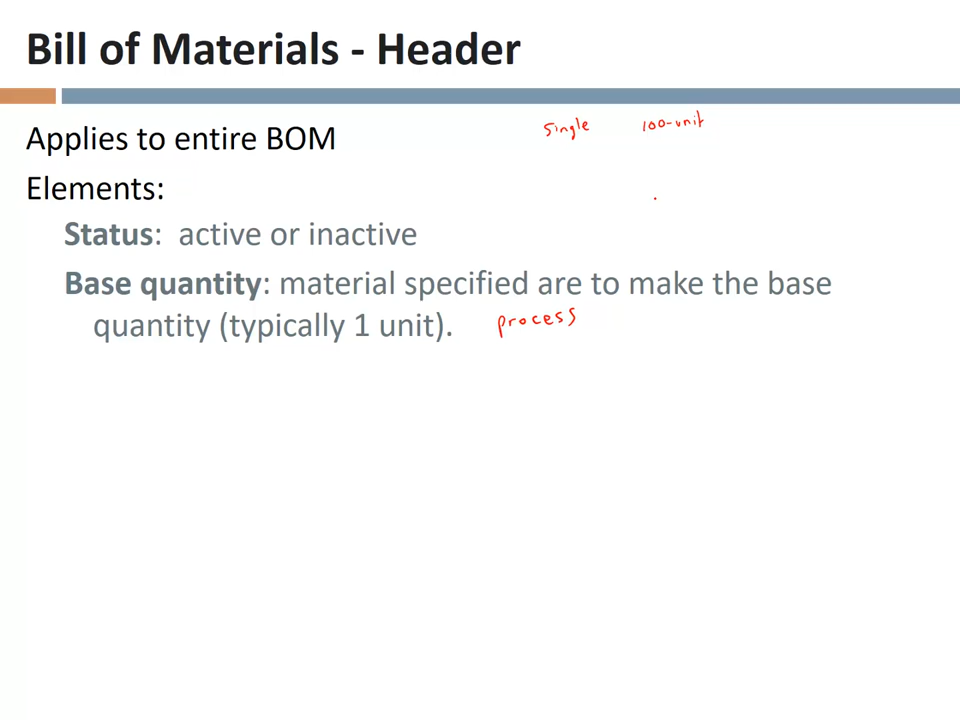 Bill of Materials - Header
single 100-unit
Applies to entire BOM
Elements:
Status: active or inactive
Base quantity: material specified are to make the base
quantity (typically 1 unit). process